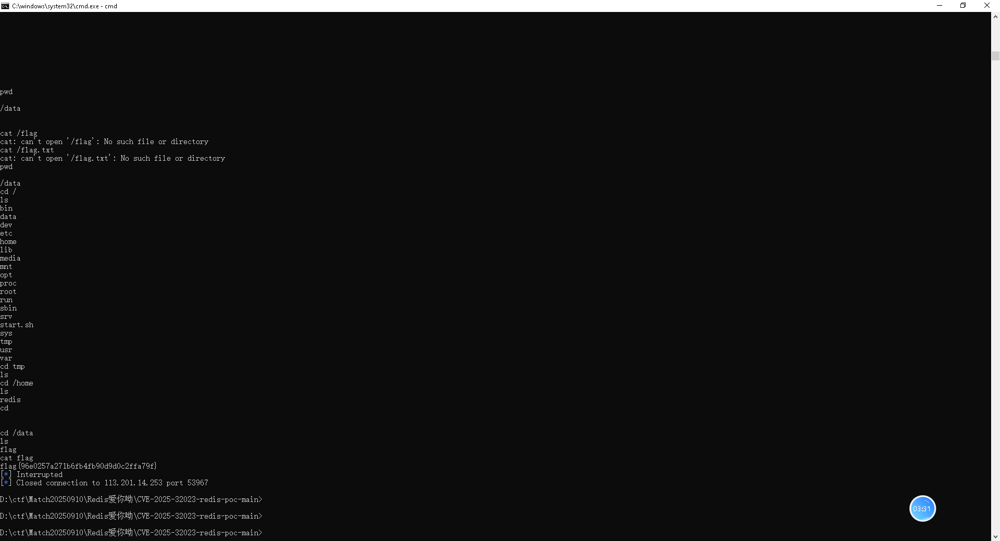 C:\windows\system32\cmd.exe - cmd
pwd
/data
cat /flag
cat: can't open '/flag': No such file or directory
cat /flag.txt
cat: can't open '/flag.txt': No such file or directory
pwd
/data
cd /
ls
bin
data
dev
etc
home
lib
media
mnt
opt
proc
root
run
sbin
srv
start.sh
sys
tmp
usr
var
cd tmp
ls
cd /home
ls
redis
cd
cd /data
ls
flag
cat flag
flag{96e0257a271b6fb4fb90d9d0c2ffa79f}
[*] Interrupted
[*] Closed connection to 113.201.14.253 port 53967
D:\ctf\Match20250910\Redis爱你呦\CVE-2025-32023-redis-poc-main>
D:\ctf\Match20250910\Redis爱你呦\CVE-2025-32023-redis-poc-main>
03:31
D:\ctf\Match20250910\Redis爱你呦\CVE-2025-32023-redis-poc-main>